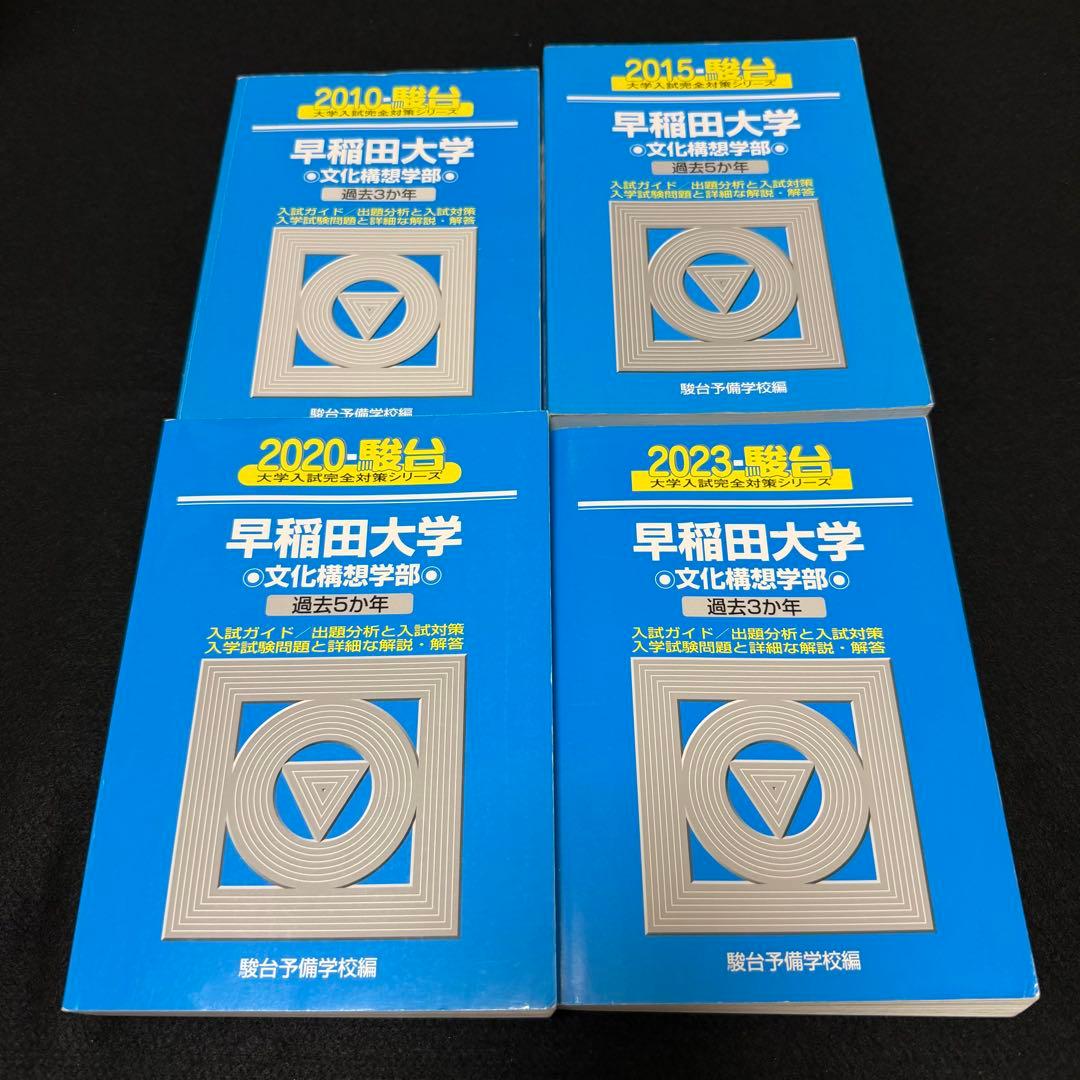 2010-駿台
大学入試完全対策シリーズ
早稲田大学
文化構想学部
過去3か年
入試ガイド/出題分析と入試対策
入学試験問題と詳細な解説・解答
駿台予備学校編
2015-駿台
大学入試完全対策シリーズ
早稲田大学
文化構想学部
過去5か年
入試ガイド/出題分析と入試対策
入学試験問題と詳細な解説・解答
駿台予備学校編
2020-駿台
大学入試完全対策シリーズ
早稲田大学
文化構想学部
過去5か年
入試ガイド/出題分析と入試対策
入学試験問題と詳細な解説・解答
駿台予備学校編
2023-駿台
大学入試完全対策シリーズ
早稲田大学
文化構想学部
過去3か年
入試ガイド/出題分析と入試対策
入学試験問題と詳細な解説・解答
駿台予備学校編